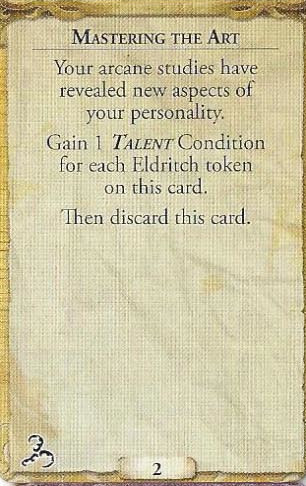 MASTERING THE ART
Your arcane studies have
revealed new aspects of
your personality.
Gain 1 TALENT Condition
for each Eldritch token
on this card.
Then discard this card.
2